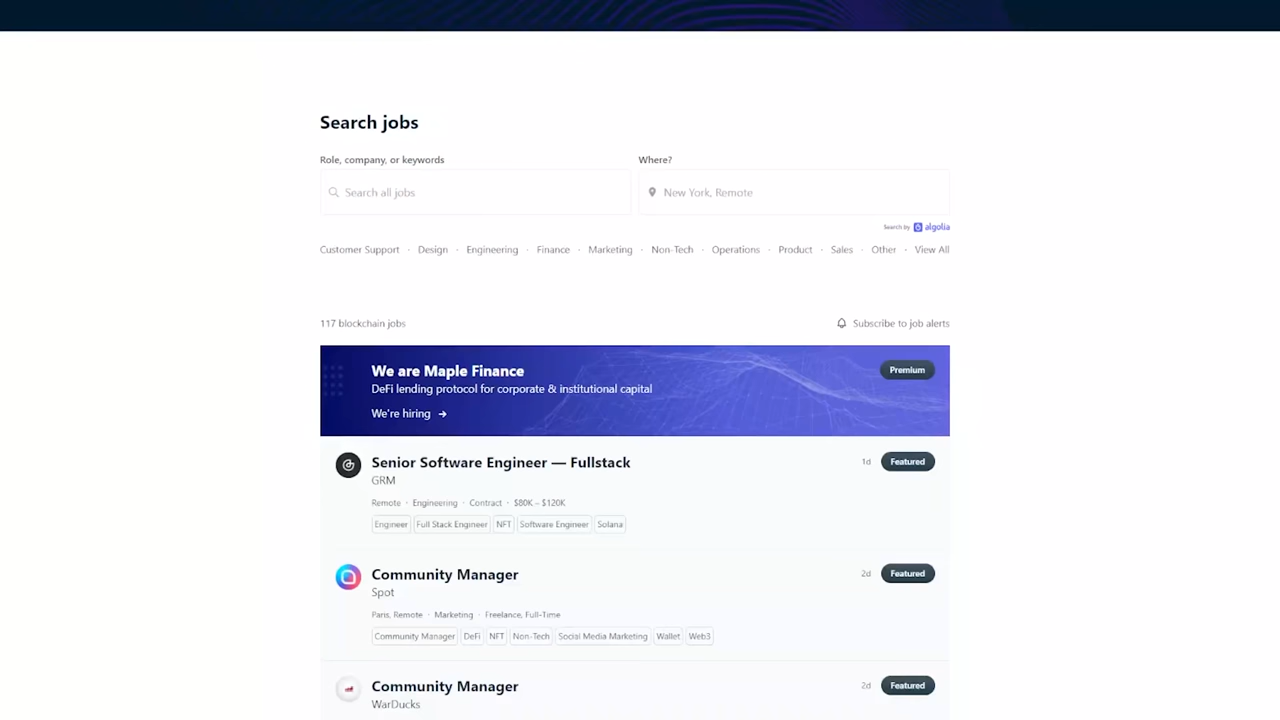 Search jobs
Role, company, or keywords
Where?
Search all jobs
New York, Remote
Search by algolia
Customer Support · Design · Engineering · Finance · Marketing · Non-Tech · Operations · Product · Sales · Other · View All
117 blockchain jobs
Subscribe to job alerts
We are Maple Finance
Premium
DeFi lending protocol for corporate & institutional capital
We're hiring →
Senior Software Engineer — Fullstack
1d Featured
GRM
Remote · Engineering · Contract · $80K – $120K
Engineer Full Stack Engineer NFT Software Engineer Solana
Community Manager
2d Featured
Spot
Paris, Remote · Marketing · Freelance, Full-Time
Community Manager DeFi NFT Non-Tech Social Media Marketing Wallet Web3
Community Manager
2d Featured
WarDucks